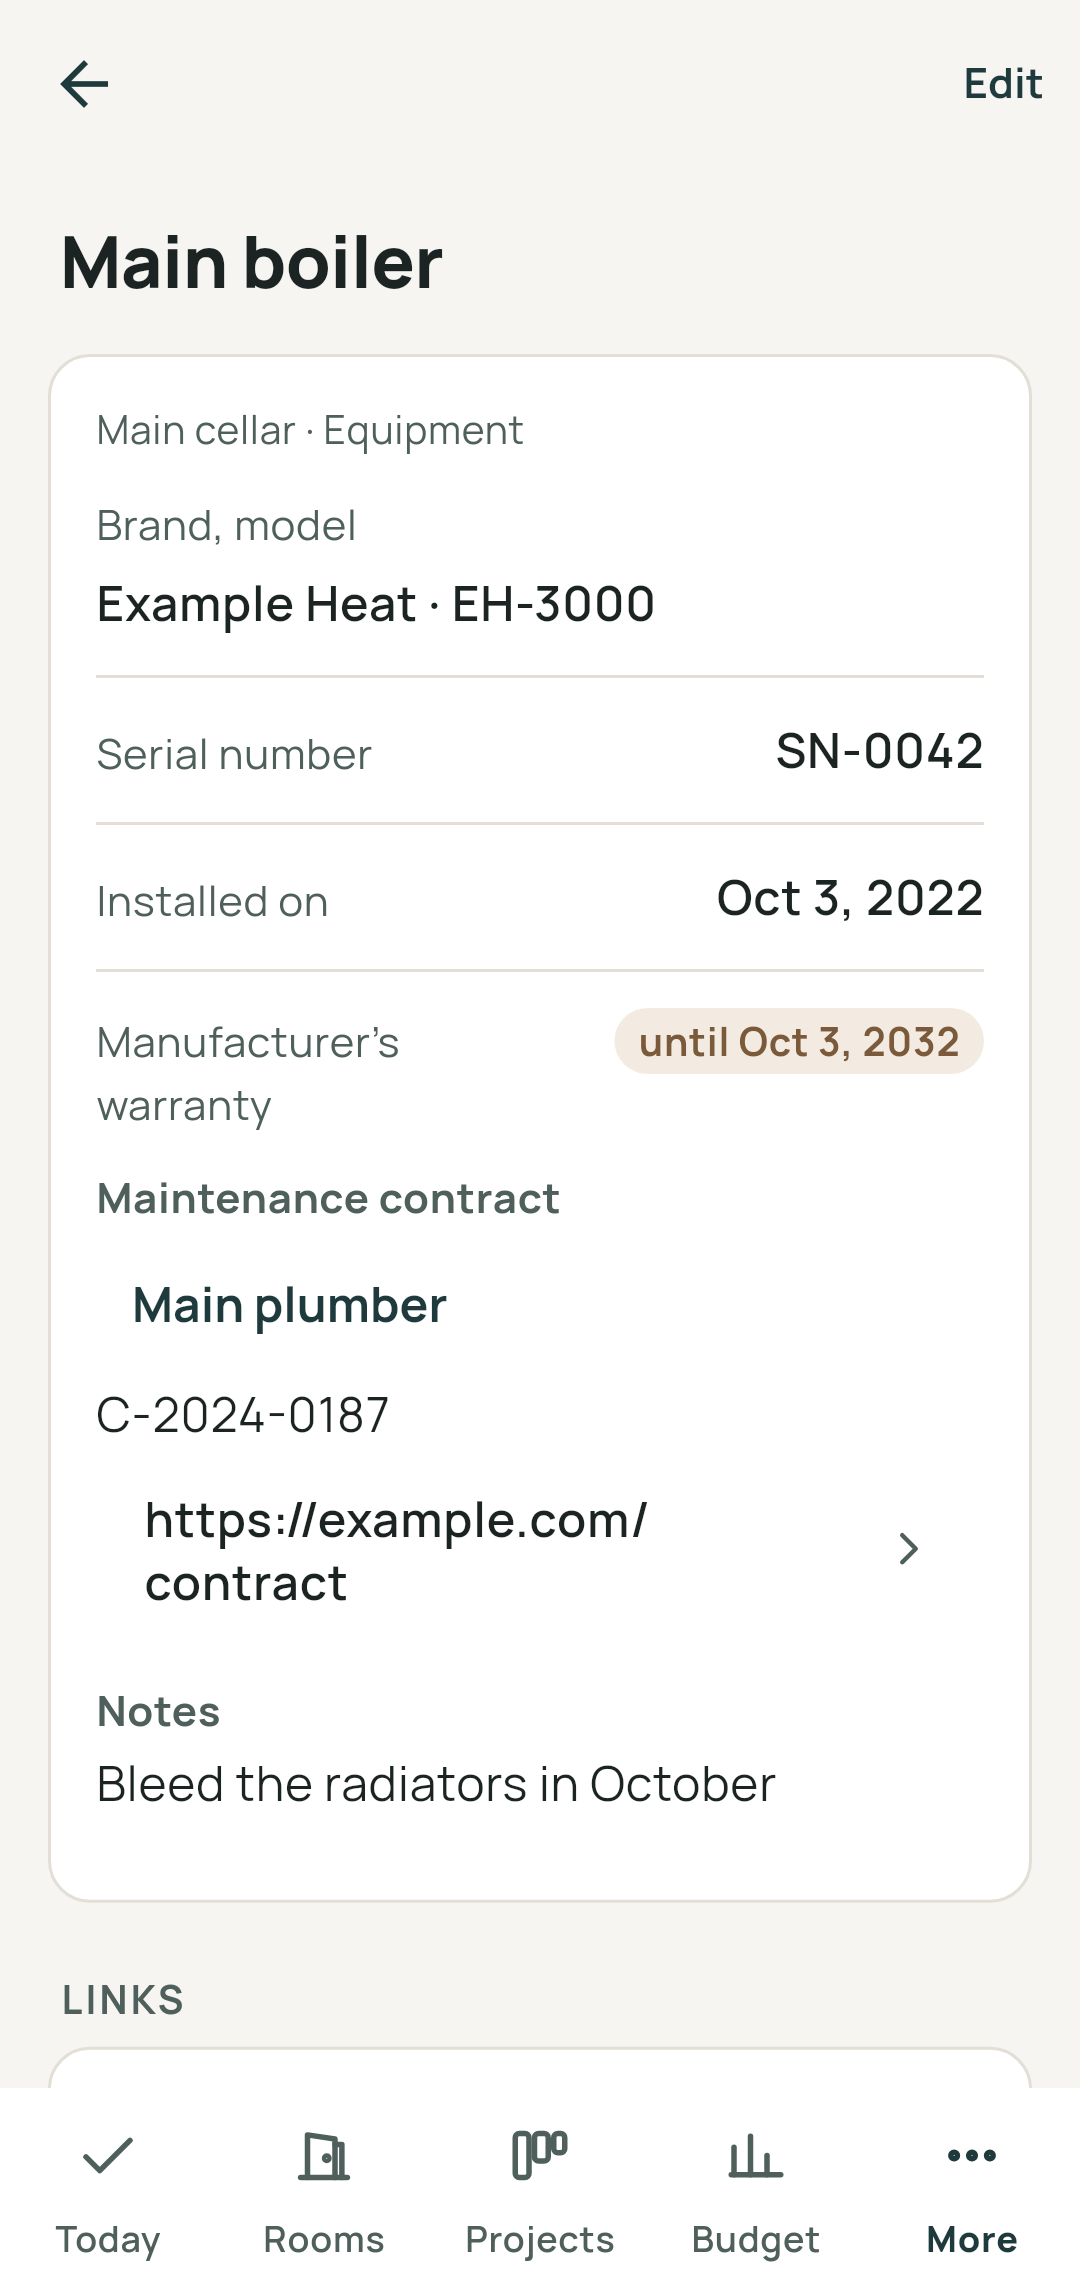 Edit
Main boiler
Main cellar · Equipment
Brand, model
Example Heat · EH-3000
Serial number
SN-0042
Installed on
Oct 3, 2022
Manufacturer’s
warranty
until Oct 3, 2032
Maintenance contract
Main plumber
C-2024-0187
https://example.com/
contract
Notes
Bleed the radiators in October
LINKS
Today
Rooms
Projects
Budget
More